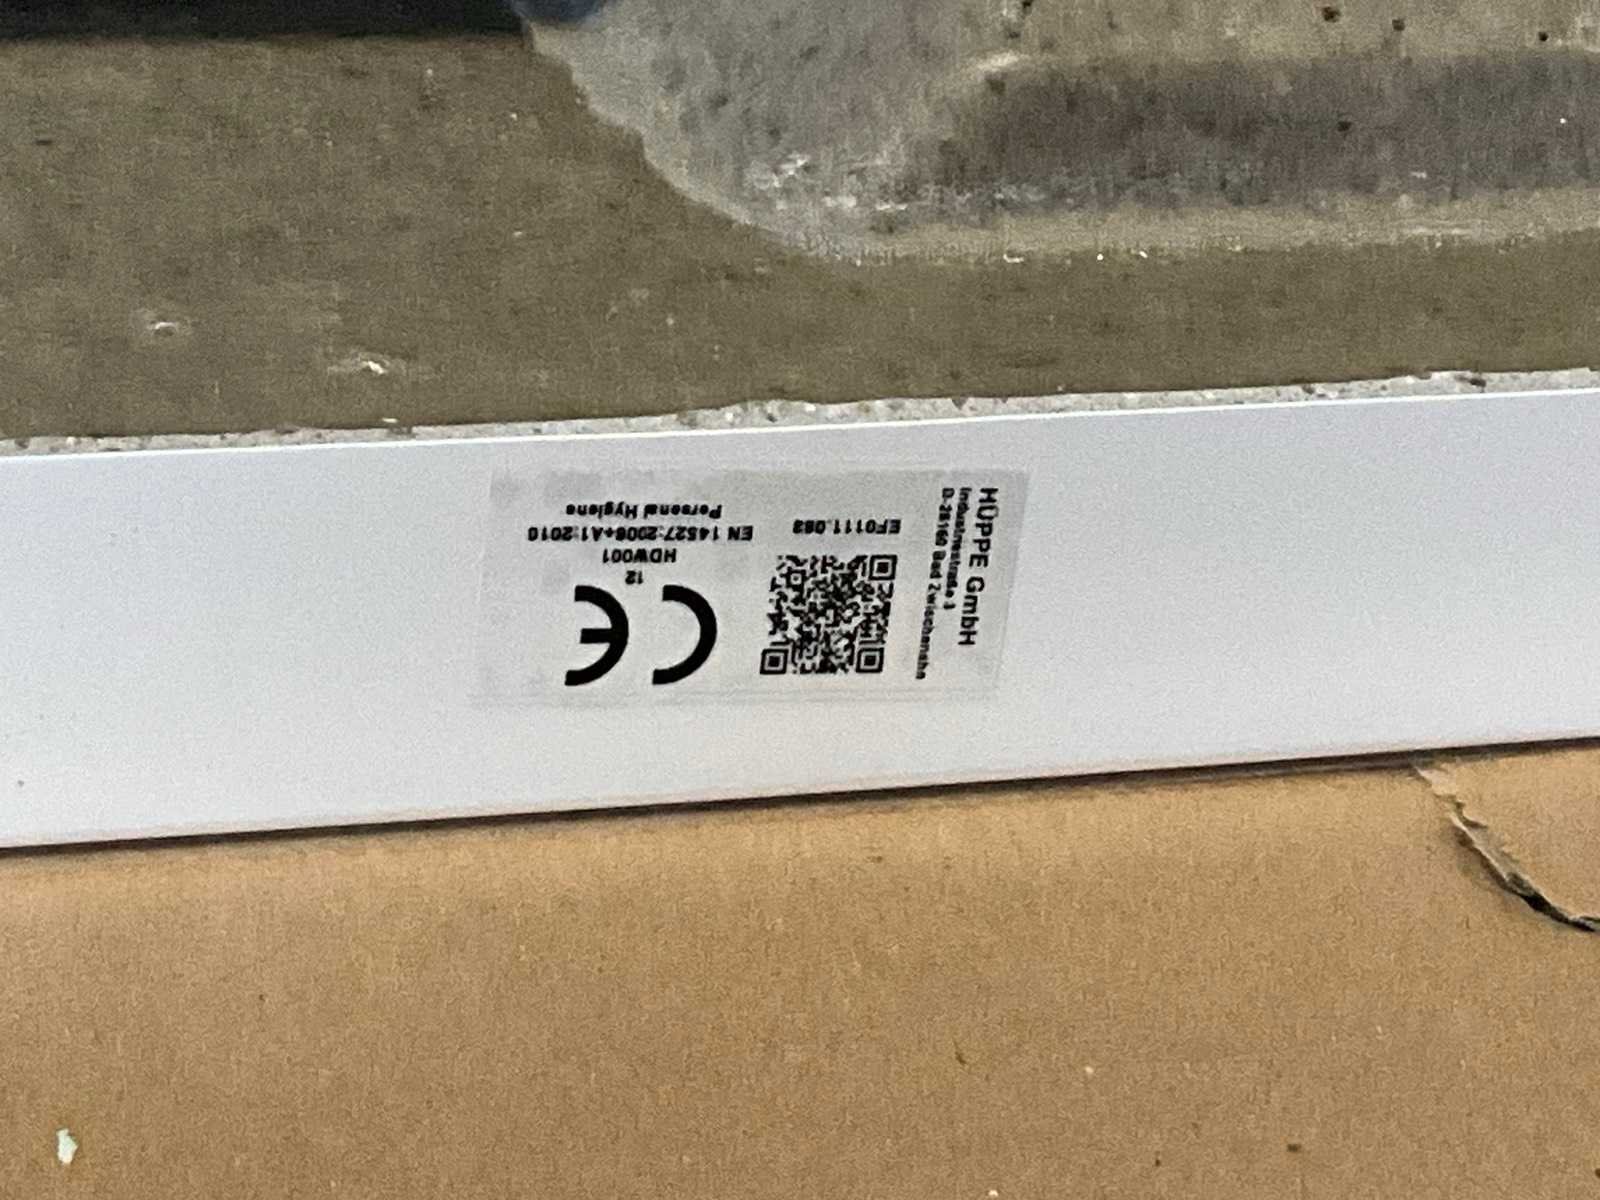 HÜPPE GmbH
Industriestraße 3
D-26160 Bad Zwischenahn
EF0111.083
CE
12
HDW001
EN 14527:2006+A1:2010
Personal Hygiene